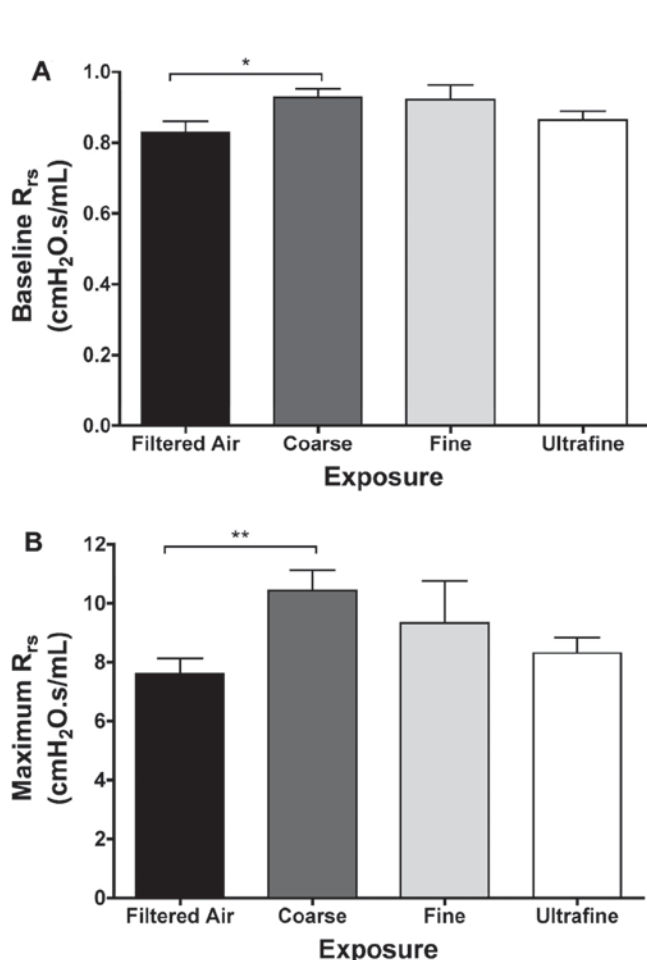 A
*
1.0
0.8
0.6
0.4
0.2
0.0
Baseline Rrs
(cmH2O.s/mL)
Filtered Air Coarse Fine Ultrafine
Exposure
B
**
12
10
8
6
4
2
0
Maximum Rrs
(cmH2O.s/mL)
Filtered Air Coarse Fine Ultrafine
Exposure